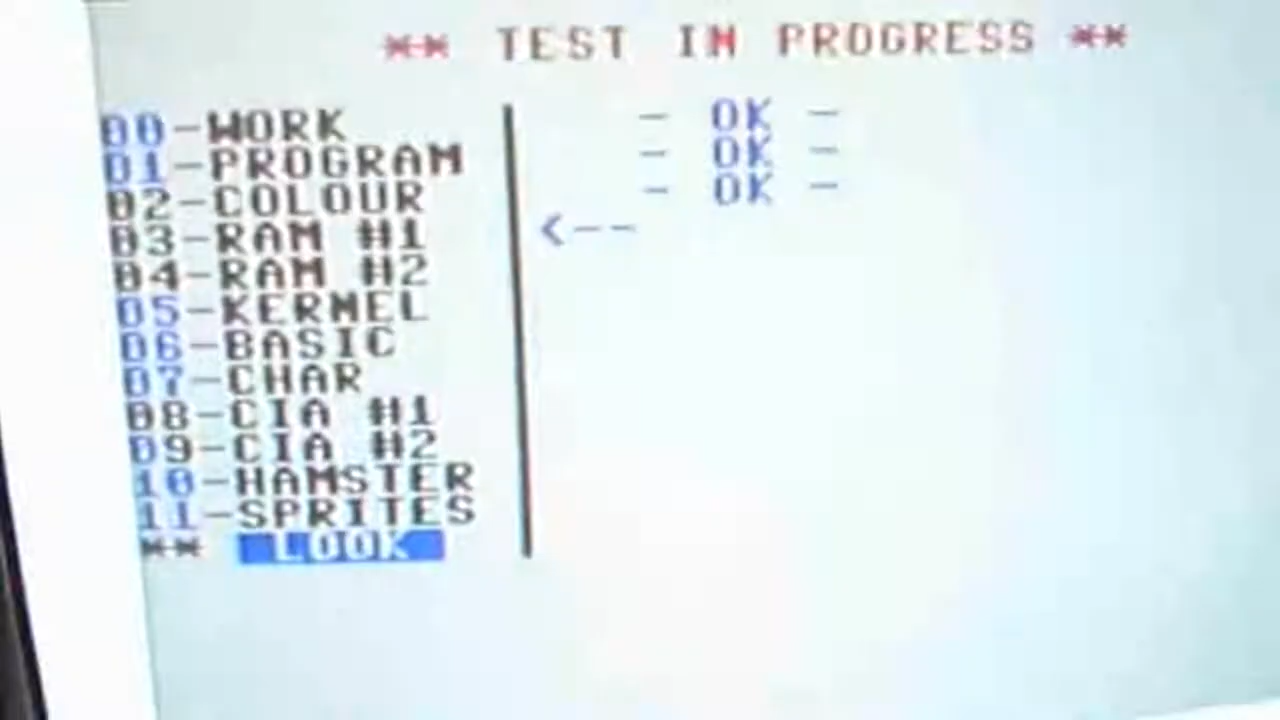 ** TEST IN PROGRESS **
00-WORK - OK -
01-PROGRAM - OK -
02-COLOUR - OK -
03-RAM #1 <--
04-RAM #2
05-KERNEL
06-BASIC
07-CHAR
08-CIA #1
09-CIA #2
10-HAMSTER
11-SPRITES
** LOOK